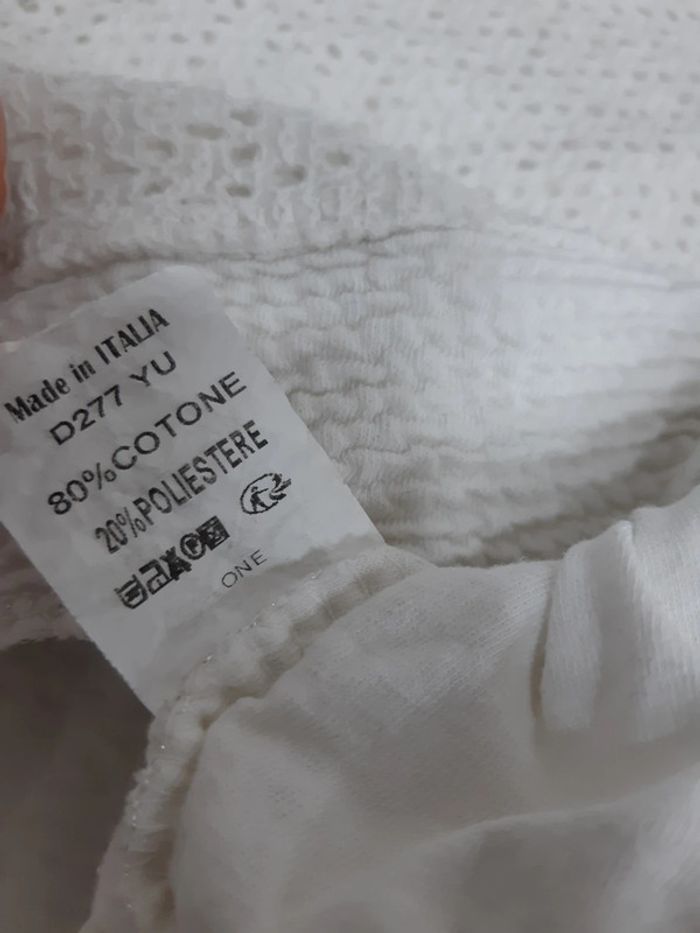 Made in ITALIA
D277 YU
80%COTONE
20%POLIESTERE
ONE